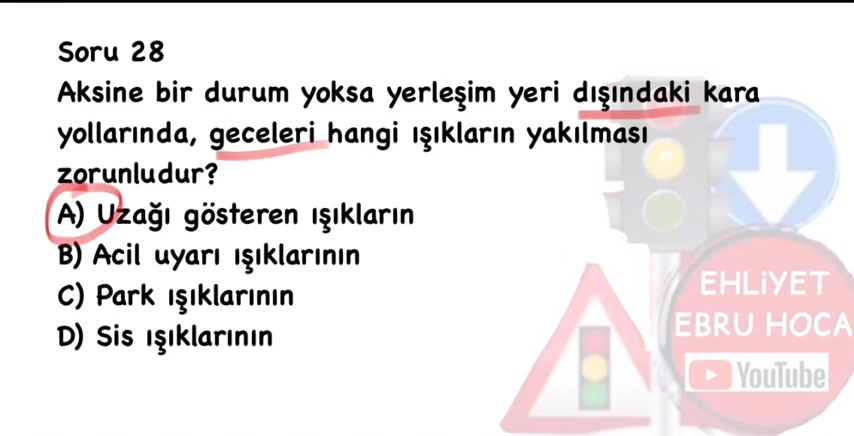 Soru 28
Aksine bir durum yoksa yerleşim yeri dışındaki kara
yollarında, geceleri hangi ışıkların yakılması
zorunludur?
A) Uzağı gösteren ışıkların
B) Acil uyarı ışıklarının
C) Park ışıklarının
D) Sis ışıklarının
EHLİYET
EBRU HOCA
YouTube